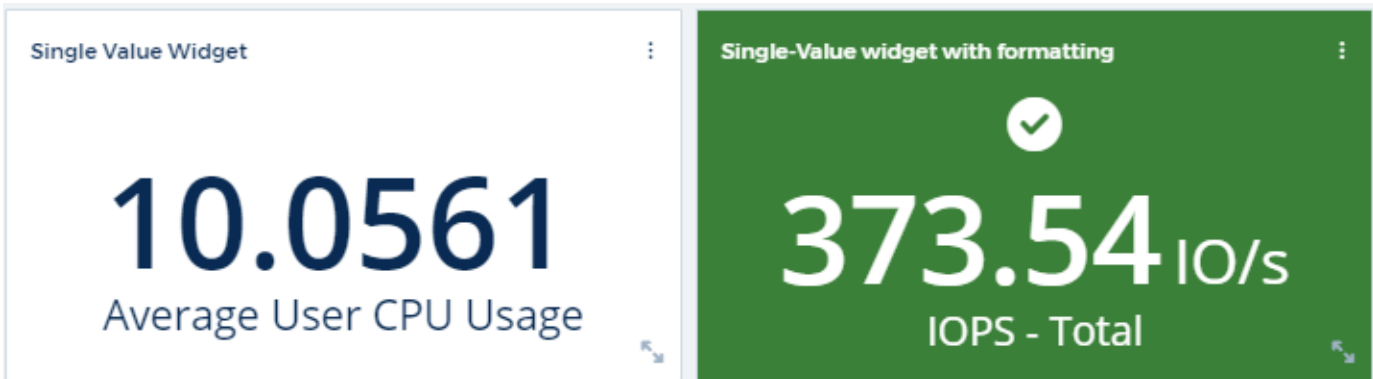 Single Value Widget
10.0561
Average User CPU Usage
Single-Value widget with formatting
373.54 IO/s
IOPS - Total